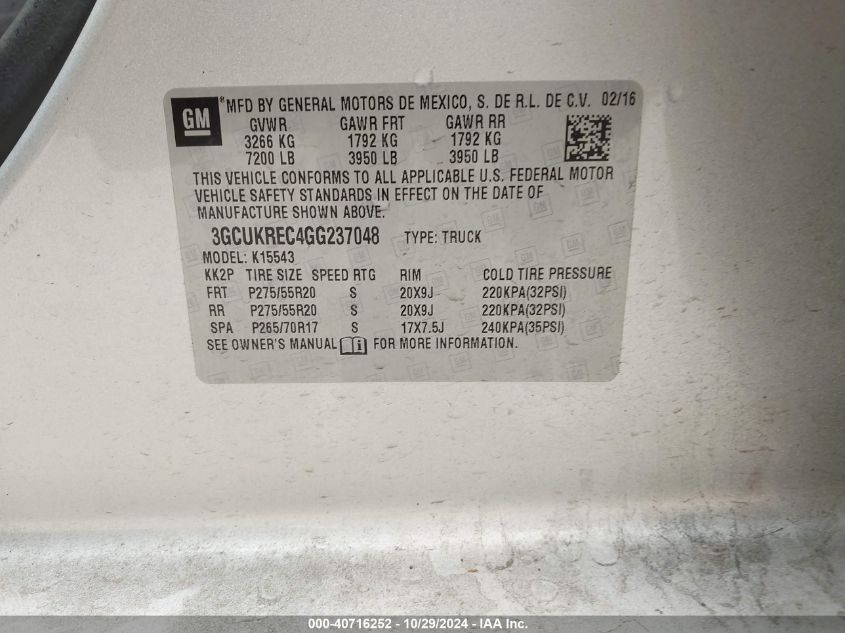 GM ®MFD BY GENERAL MOTORS DE MEXICO, S. DE R.L. DE C.V. 02/16
GVWR GAWR FRT GAWR RR
3266 KG 1792 KG 1792 KG
7200 LB 3950 LB 3950 LB
THIS VEHICLE CONFORMS TO ALL APPLICABLE U.S. FEDERAL MOTOR
VEHICLE SAFETY STANDARDS IN EFFECT ON THE DATE OF
MANUFACTURE SHOWN ABOVE.
3GCUKREC4GG237048 TYPE: TRUCK
MODEL: K15543
KK2P TIRE SIZE SPEED RTG RIM COLD TIRE PRESSURE
FRT P275/55R20 S 20X9J 220KPA(32PSI)
RR P275/55R20 S 20X9J 220KPA(32PSI)
SPA P265/70R17 S 17X7.5J 240KPA(35PSI)
SEE OWNER'S MANUAL FOR MORE INFORMATION.
000-40716252 - 10/29/2024 - IAA Inc.